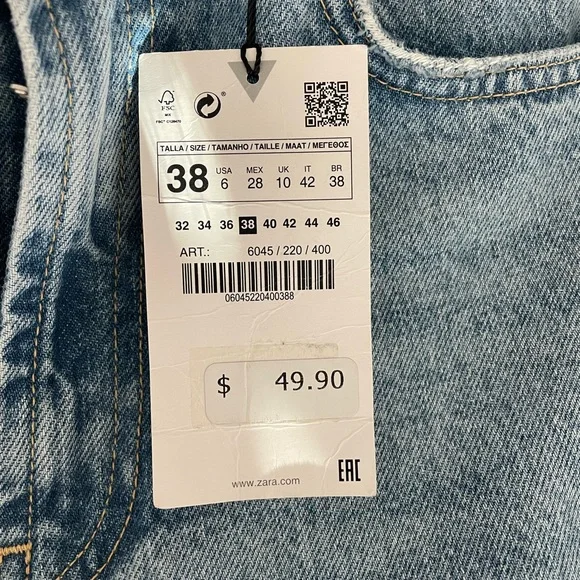 FSC
TALLA / SIZE / TAMANHO / TAILLE / MAAT / ΜΕΓΕΘΟΣ
38 USA 6 MEX 28 UK 10 IT 42 BR 38
32 34 36 38 40 42 44 46
ART.: 6045 / 220 / 400
06045220400388
$ 49.90
www.zara.com
EAC